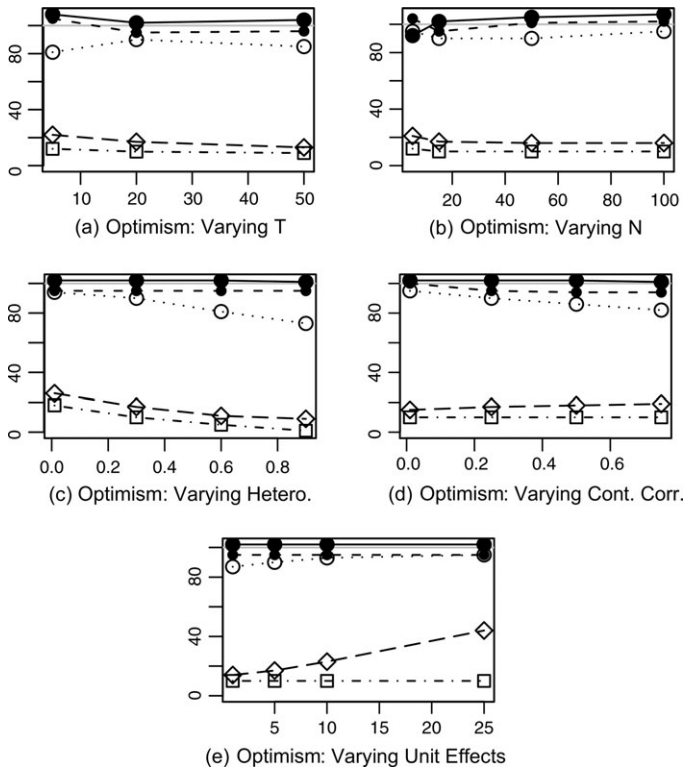 80
40
0
10 20 30 40 50
(a) Optimism: Varying T
80
40
0
20 40 60 80 100
(b) Optimism: Varying N
80
40
0
0.0 0.2 0.4 0.6 0.8
(c) Optimism: Varying Hetero.
80
40
0
0.0 0.2 0.4 0.6
(d) Optimism: Varying Cont. Corr.
80
40
0
5 10 15 20 25
(e) Optimism: Varying Unit Effects